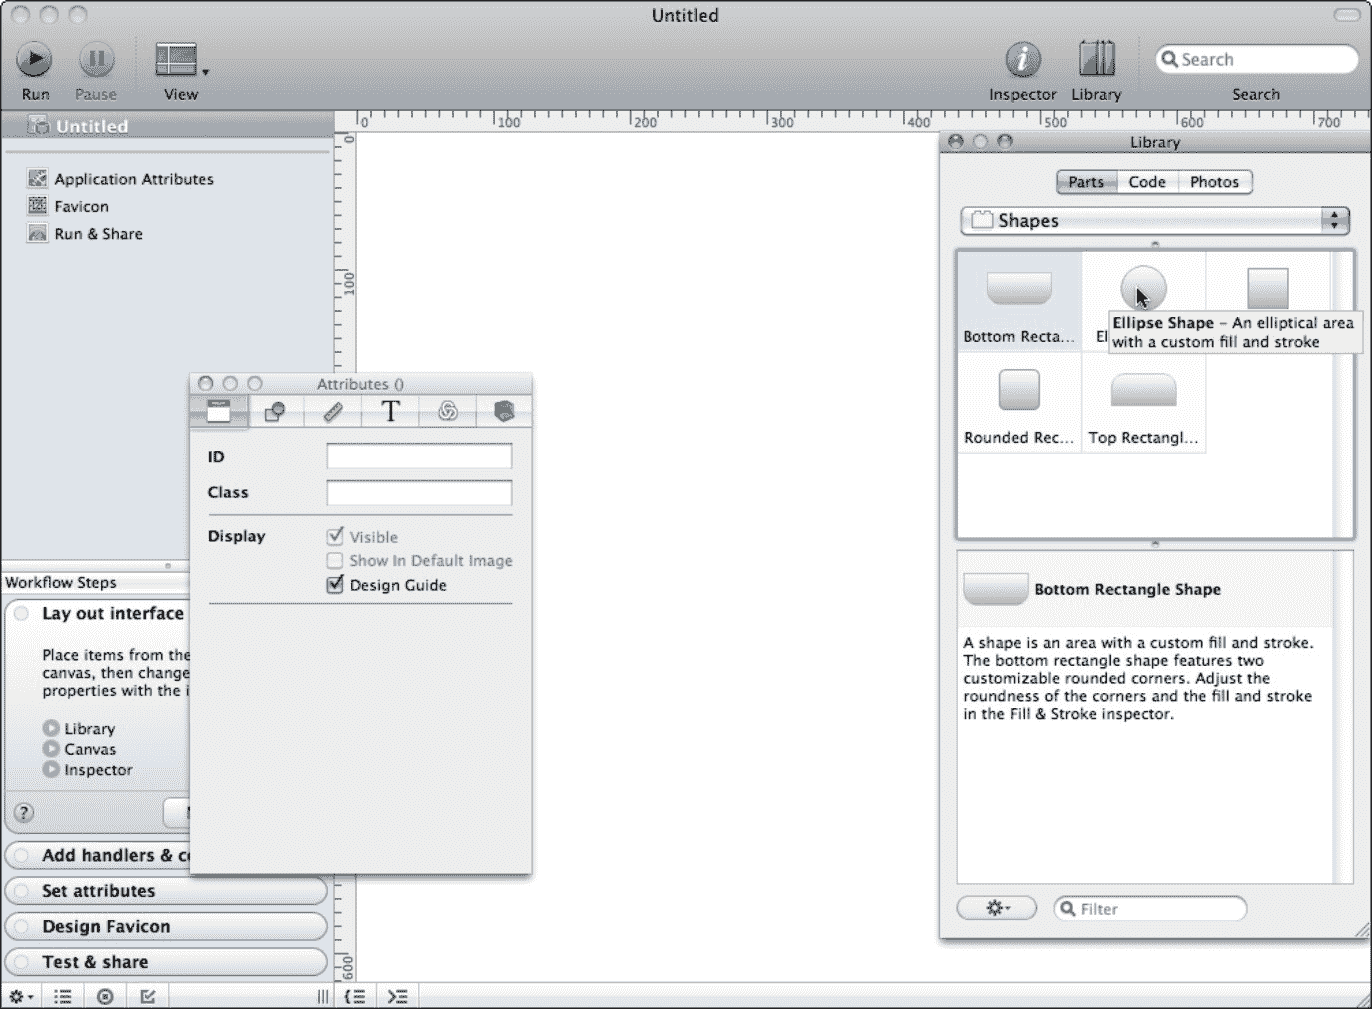 Untitled
Run
Pause
View
Inspector
Library
Search
Search
Untitled
0
100
200
300
400
500
600
700
0
100
600
Application Attributes
Favicon
Run & Share
Library
Parts
Code
Photos
Shapes
Bottom Recta...
Ellipse Shape – An elliptical area
with a custom fill and stroke
Rounded Rec...
Top Rectangl...
Bottom Rectangle Shape
A shape is an area with a custom fill and stroke.
The bottom rectangle shape features two
customizable rounded corners. Adjust the
roundness of the corners and the fill and stroke
in the Fill & Stroke inspector.
Filter
Attributes ()
T
ID
Class
Display
Visible
Show In Default Image
Design Guide
Workflow Steps
Lay out interface
Place items from the
canvas, then change
properties with the i
Library
Canvas
Inspector
?
Add handlers & c
Set attributes
Design Favicon
Test & share